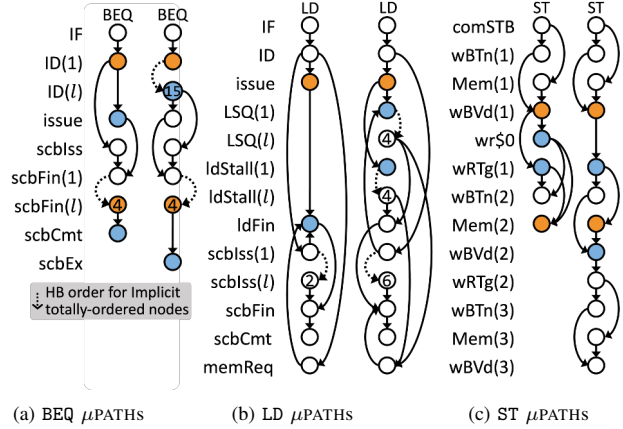 BEQ BEQ
IF
ID(1)
ID(l) 15
issue
scbIss
scbFin(1)
scbFin(l) 4 4
scbCmt
scbEx
HB order for Implicit
totally-ordered nodes
(a) BEQ μPATHs
LD LD
IF
ID
issue
LSQ(1)
LSQ(l) 4
ldStall(1)
ldStall(l) 4
ldFin
scbIss(1)
scbIss(l) 2 6
scbFin
scbCmt
memReq
(b) LD μPATHs
ST ST
comSTB
wBTn(1)
Mem(1)
wBVd(1)
wr$0
wRTg(1)
wBTn(2)
Mem(2)
wBVd(2)
wRTg(2)
wBTn(3)
Mem(3)
wBVd(3)
(c) ST μPATHs